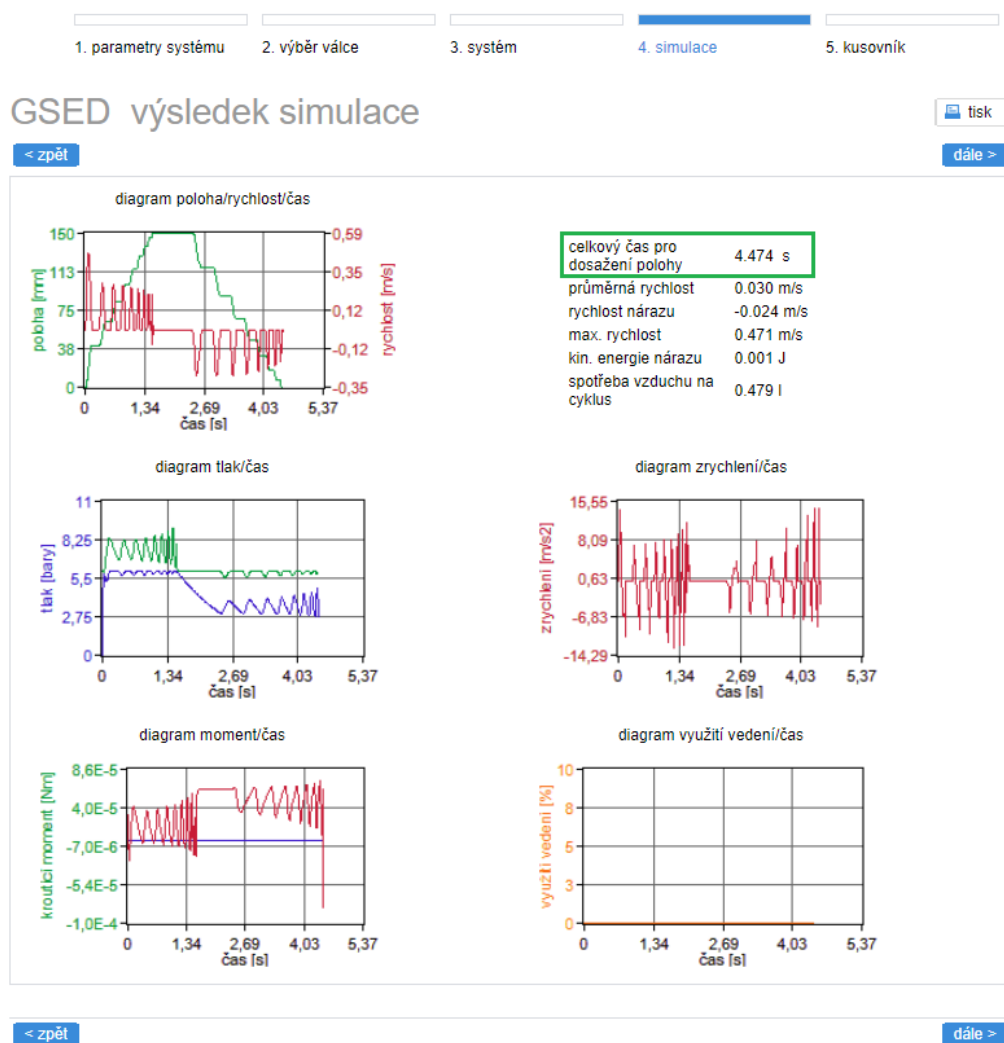 1. parametry systému
2. výběr válce
3. systém
4. simulace
5. kusovník
GSED výsledek simulace
tisk
< zpět
dále >
diagram poloha/rychlost/čas
150
113
75
38
0
poloha [mm]
0,59
0,35
0,12
-0,12
-0,35
rychlost [m/s]
0
1,34
2,69
4,03
5,37
čas [s]
celkový čas pro
dosažení polohy
4.474 s
průměrná rychlost
0.030 m/s
rychlost nárazu
-0.024 m/s
max. rychlost
0.471 m/s
kin. energie nárazu
0.001 J
spotřeba vzduchu na
cyklus
0.479 l
diagram tlak/čas
11
8,25
5,5
2,75
0
tlak [bary]
0
1,34
2,69
4,03
5,37
čas [s]
diagram zrychlení/čas
15,55
8,09
0,63
-6,83
-14,29
zrychleni [m/s2]
0
1,34
2,69
4,03
5,37
čas [s]
diagram moment/čas
8,6E-5
4,0E-5
-7,0E-6
-5,4E-5
-1,0E-4
krouticí moment [Nm]
0
1,34
2,69
4,03
5,37
čas [s]
diagram využití vedení/čas
10
8
5
3
0
využití vedení [%]
0
1,34
2,69
4,03
5,37
čas [s]
< zpět
dále >